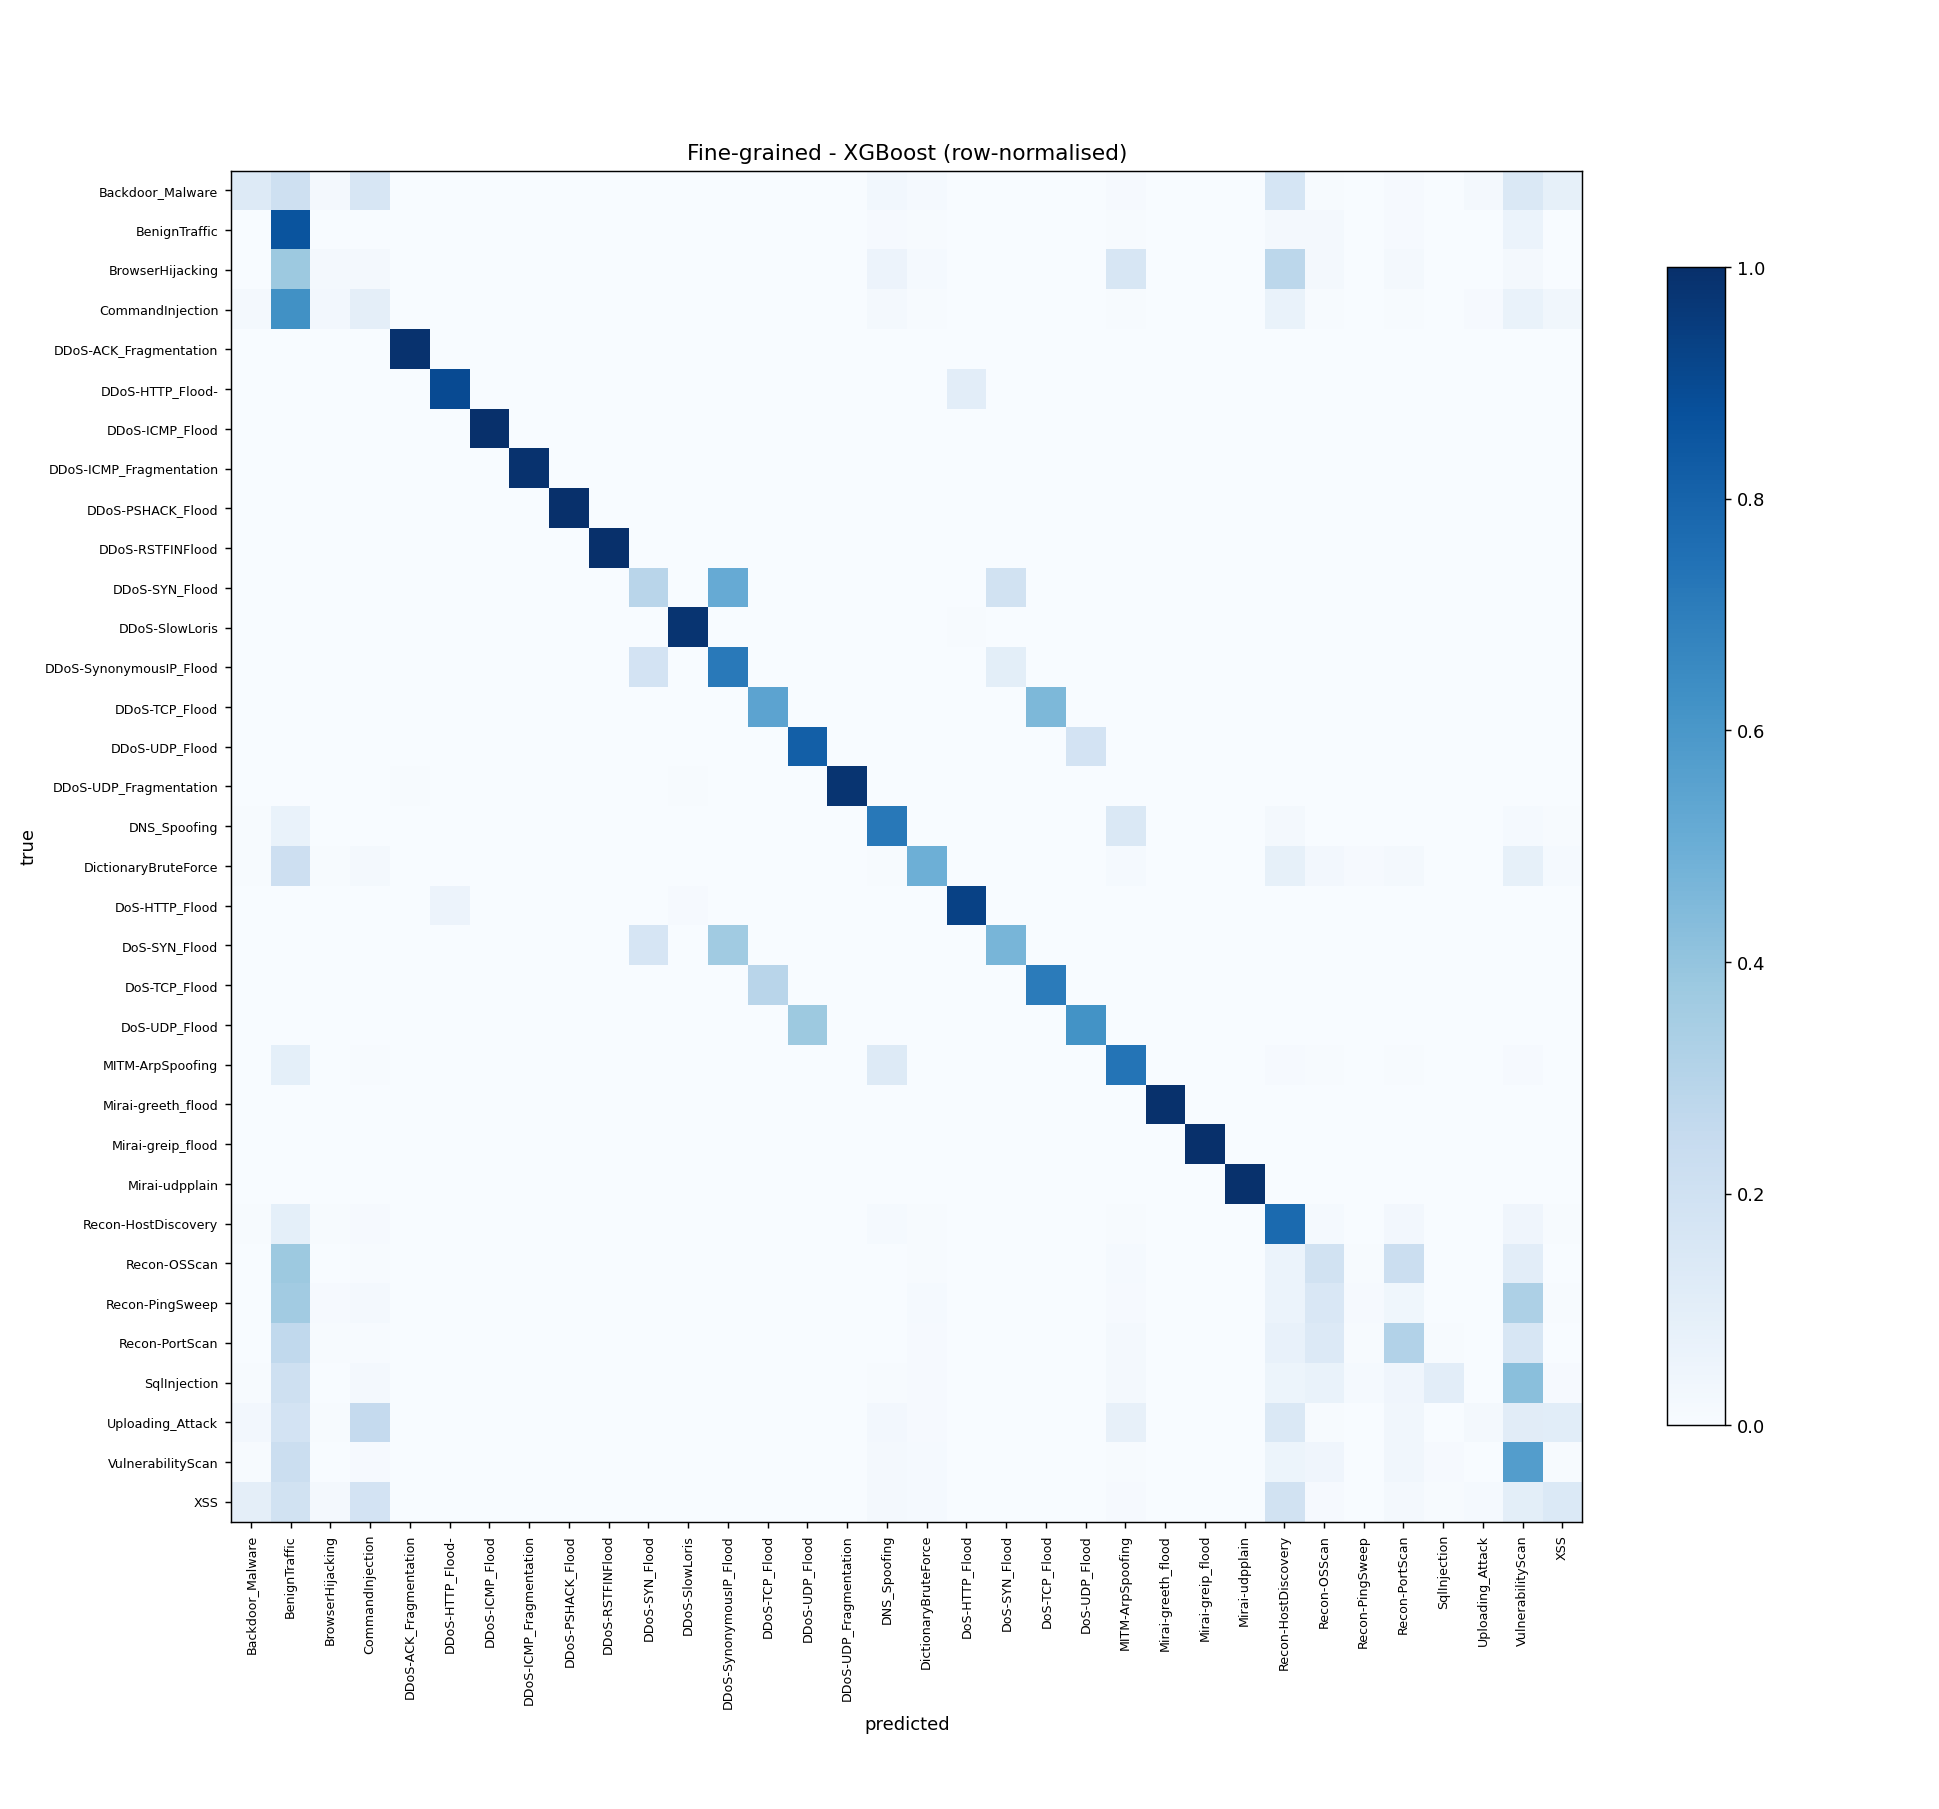 Fine-grained - XGBoost (row-normalised)
Backdoor_Malware
BenignTraffic
BrowserHijacking
CommandInjection
DDoS-ACK_Fragmentation
DDoS-HTTP_Flood-
DDoS-ICMP_Flood
DDoS-ICMP_Fragmentation
DDoS-PSHACK_Flood
DDoS-RSTFINFlood
DDoS-SYN_Flood
DDoS-SlowLoris
DDoS-SynonymousIP_Flood
DDoS-TCP_Flood
DDoS-UDP_Flood
DDoS-UDP_Fragmentation
DNS_Spoofing
DictionaryBruteForce
DoS-HTTP_Flood
DoS-SYN_Flood
DoS-TCP_Flood
DoS-UDP_Flood
MITM-ArpSpoofing
Mirai-greeth_flood
Mirai-greip_flood
Mirai-udpplain
Recon-HostDiscovery
Recon-OSScan
Recon-PingSweep
Recon-PortScan
SqlInjection
Uploading_Attack
VulnerabilityScan
XSS
true
Backdoor_Malware
BenignTraffic
BrowserHijacking
CommandInjection
DDoS-ACK_Fragmentation
DDoS-HTTP_Flood-
DDoS-ICMP_Flood
DDoS-ICMP_Fragmentation
DDoS-PSHACK_Flood
DDoS-RSTFINFlood
DDoS-SYN_Flood
DDoS-SlowLoris
DDoS-SynonymousIP_Flood
DDoS-TCP_Flood
DDoS-UDP_Flood
DDoS-UDP_Fragmentation
DNS_Spoofing
DictionaryBruteForce
DoS-HTTP_Flood
DoS-SYN_Flood
DoS-TCP_Flood
DoS-UDP_Flood
MITM-ArpSpoofing
Mirai-greeth_flood
Mirai-greip_flood
Mirai-udpplain
Recon-HostDiscovery
Recon-OSScan
Recon-PingSweep
Recon-PortScan
SqlInjection
Uploading_Attack
VulnerabilityScan
XSS
predicted
1.0
0.8
0.6
0.4
0.2
0.0